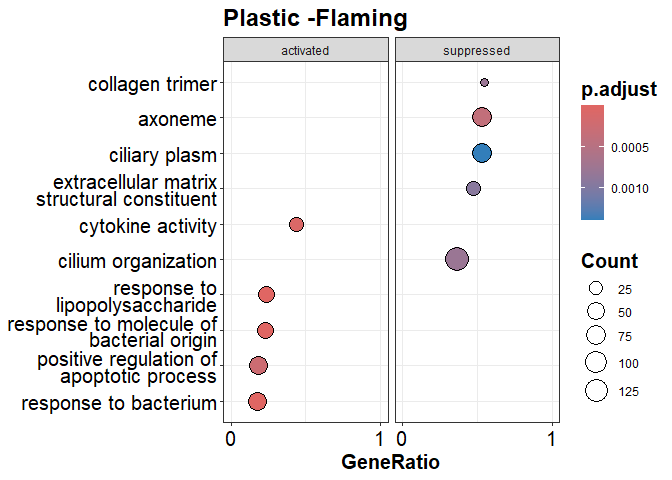 Plastic -Flaming
activated
suppressed
collagen trimer
axoneme
ciliary plasm
extracellular matrix
structural constituent
cytokine activity
cilium organization
response to
lipopolysaccharide
response to molecule of
bacterial origin
positive regulation of
apoptotic process
response to bacterium
0
1
0
1
GeneRatio
p.adjust
0.0005
0.0010
Count
25
50
75
100
125